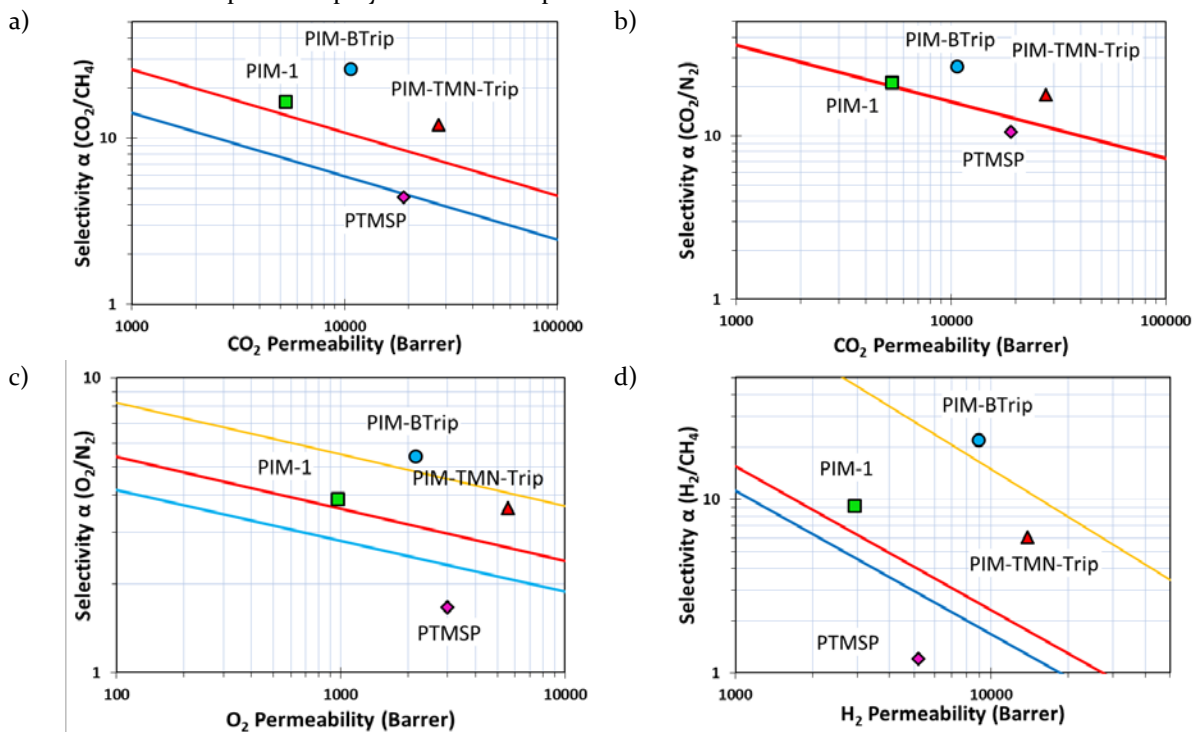 a)
Selectivity α (CO₂/CH₄)
10
1
PIM-BTrip
PIM-1
PIM-TMN-Trip
PTMSP
1000 10000 100000
CO₂ Permeability (Barrer)
b)
Selectivity α (CO₂/N₂)
10
1
PIM-BTrip
PIM-TMN-Trip
PIM-1
PTMSP
1000 10000 100000
CO₂ Permeability (Barrer)
c)
Selectivity α (O₂/N₂)
10
1
PIM-BTrip
PIM-1
PIM-TMN-Trip
PTMSP
100 1000 10000
O₂ Permeability (Barrer)
d)
Selectivity α (H₂/CH₄)
10
1
PIM-BTrip
PIM-1
PIM-TMN-Trip
PTMSP
1000 10000
H₂ Permeability (Barrer)